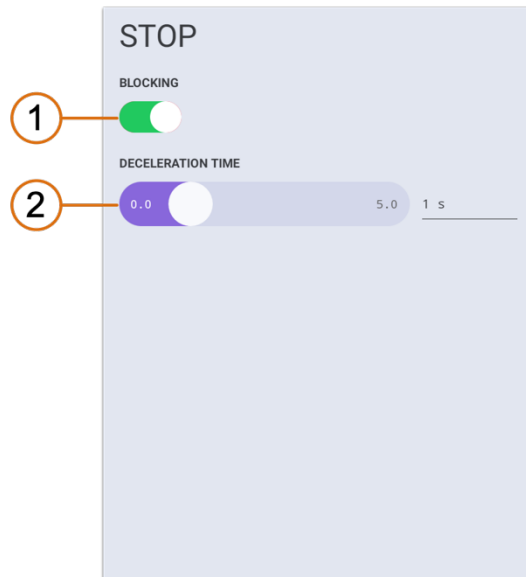 STOP
BLOCKING
1
DECELERATION TIME
2
0.0 5.0 1 s